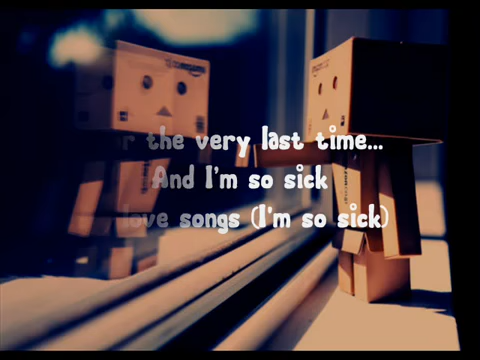 the very last time...
And I'm so sick
love songs (I'm so sick)